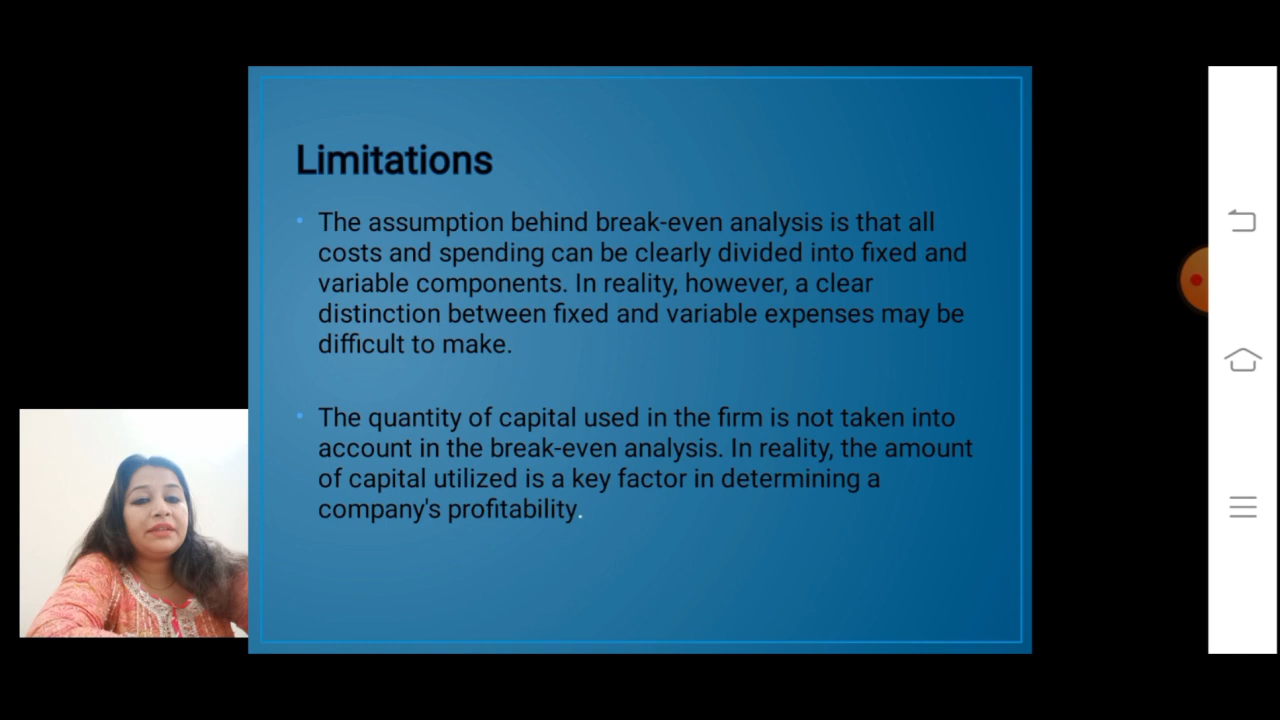 Limitations
The assumption behind break-even analysis is that all
costs and spending can be clearly divided into fixed and
variable components. In reality, however, a clear
distinction between fixed and variable expenses may be
difficult to make.
The quantity of capital used in the firm is not taken into
account in the break-even analysis. In reality, the amount
of capital utilized is a key factor in determining a
company's profitability.